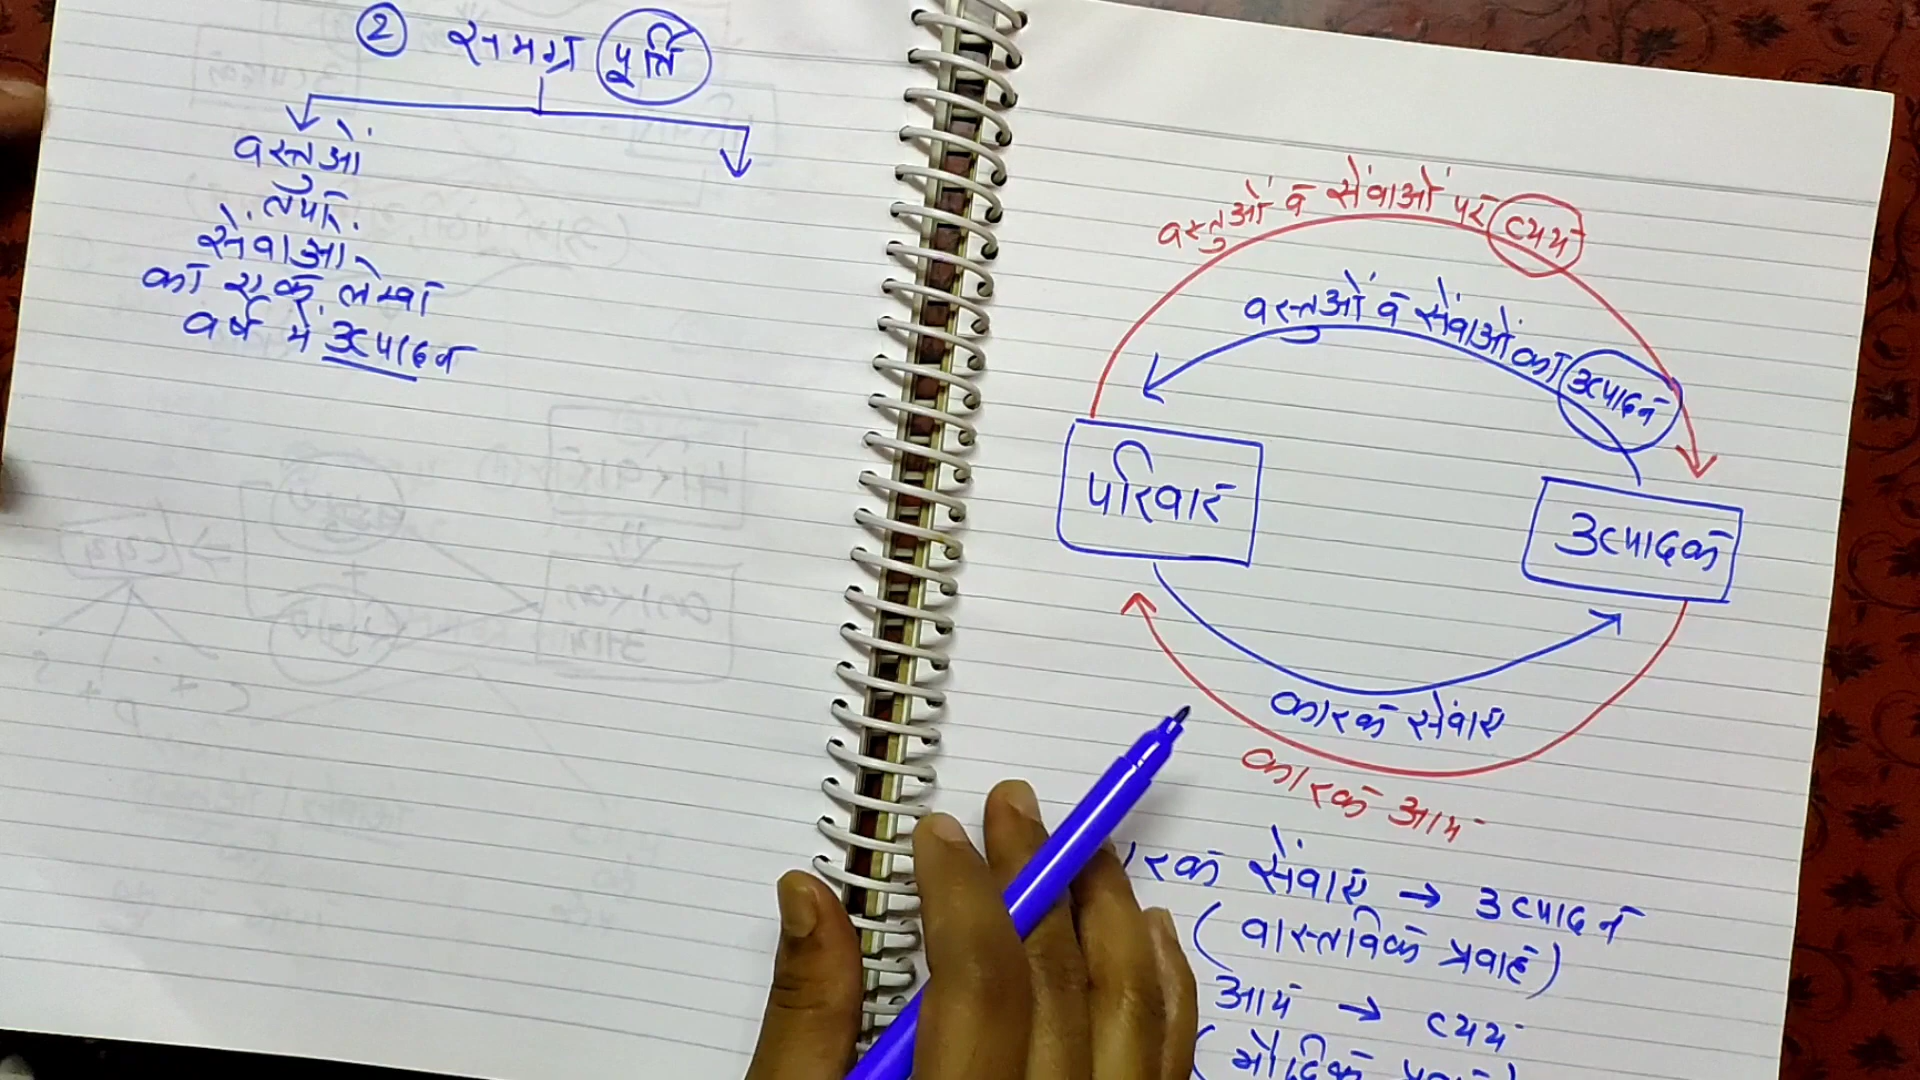 ② समग्र पूर्ति
वस्तुओं
तथा
सेवाओं
का एक लेखा
वर्ष में उत्पादन
वस्तुओं व सेवाओं पर व्यय
वस्तुओं व सेवाओं का उत्पादन
परिवार
उत्पादक
कारक सेवाएं
कारक आय
रक सेवाएं → उत्पादन
(वास्तविक प्रवाह)
आय → व्यय
(मौद्रिक प्रवाह)